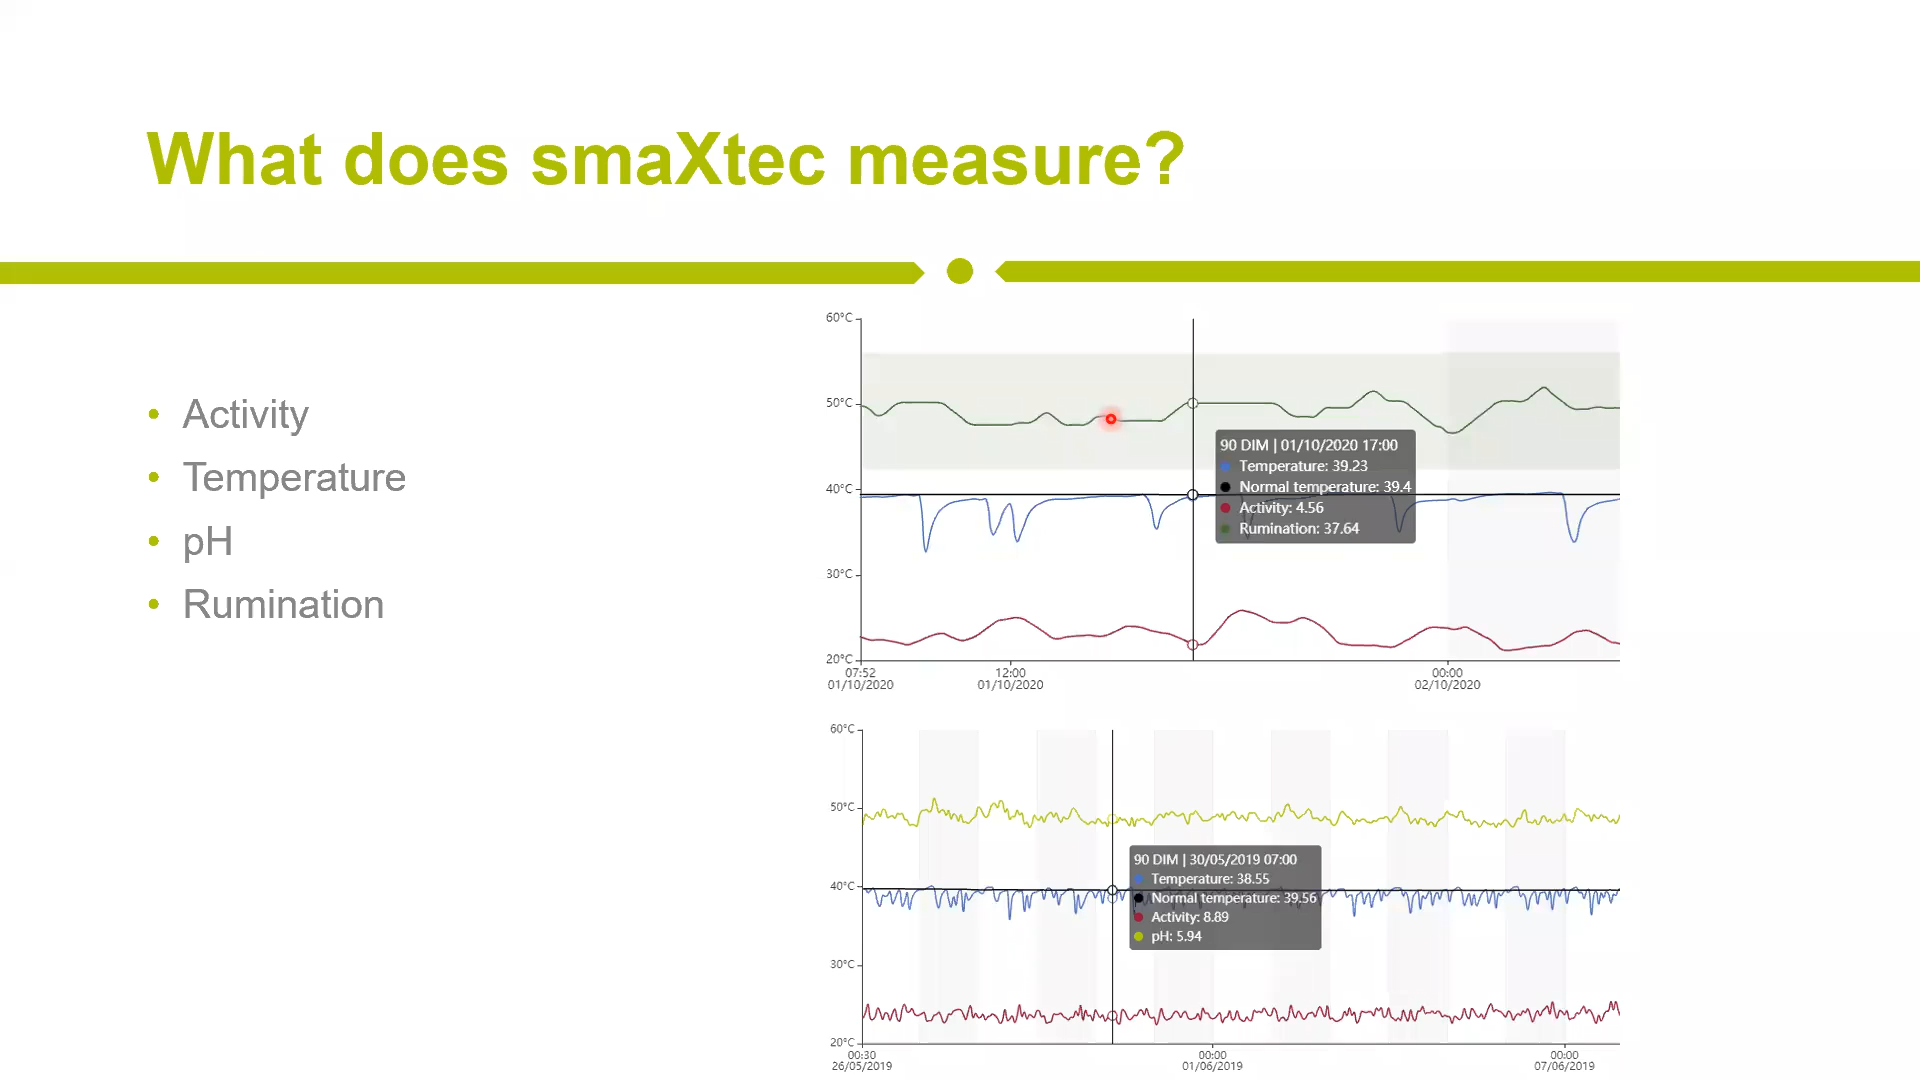 What does smaXtec measure?
• Activity
• Temperature
• pH
• Rumination
60°C
50°C
40°C
30°C
20°C
90 DIM | 01/10/2020 17:00
Temperature: 39.23
Normal temperature: 39.4
Activity: 4.56
Rumination: 37.64
07:52 12:00 00:00
01/10/2020 01/10/2020 02/10/2020
60°C
50°C
40°C
30°C
20°C
90 DIM | 30/05/2019 07:00
Temperature: 38.55
Normal temperature: 39.56
Activity: 8.89
pH: 5.94
00:30 00:00 00:00
26/05/2019 01/06/2019 07/06/2019